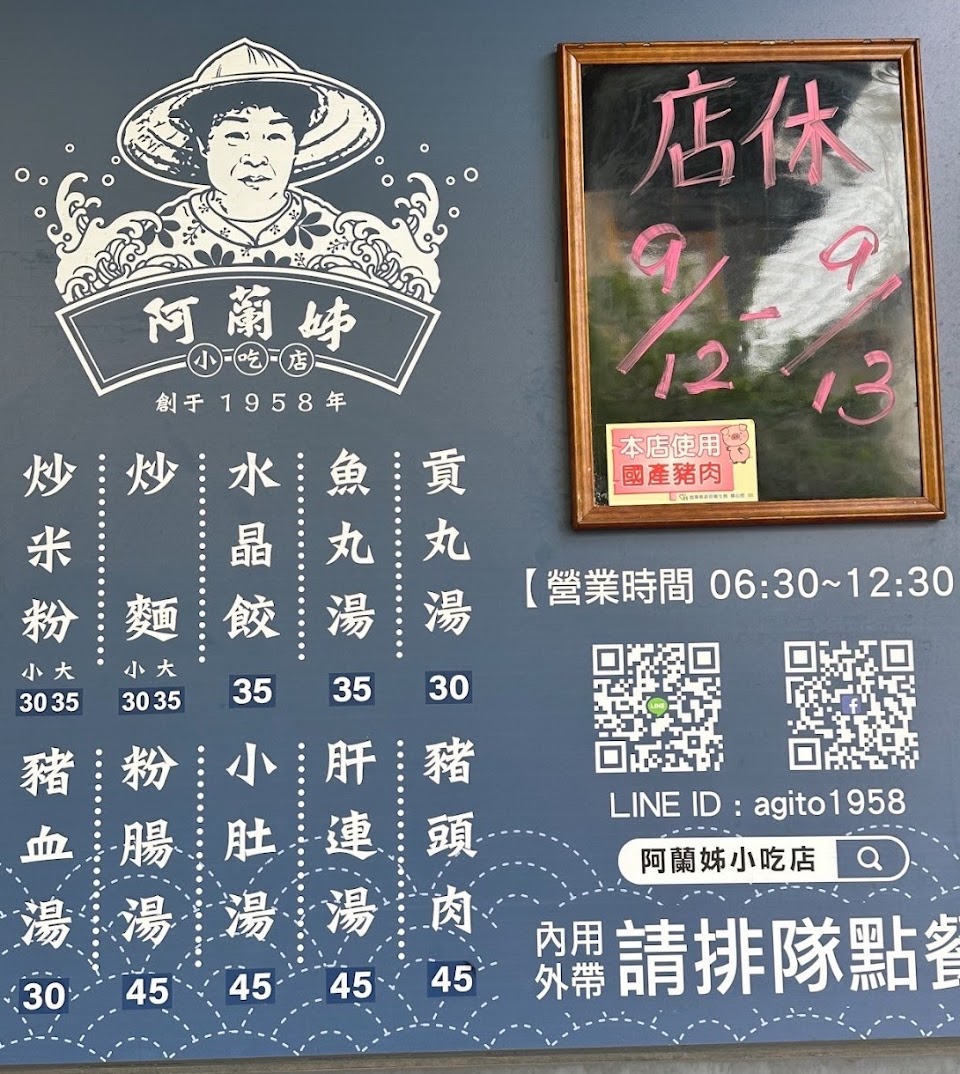 阿蘭姊
小吃店
創于1958年
店休
9/12-9/13
本店使用
國產豬肉
炒米粉
小 大
30 35
炒麵
小 大
30 35
水晶餃
35
魚丸湯
35
貢丸湯
30
豬血湯
30
粉腸湯
45
小肚湯
45
肝連湯
45
豬頭肉
45
【營業時間 06:30~12:30
LINE
f
LINE ID : agito1958
阿蘭姊小吃店
內用
外帶
請排隊點餐